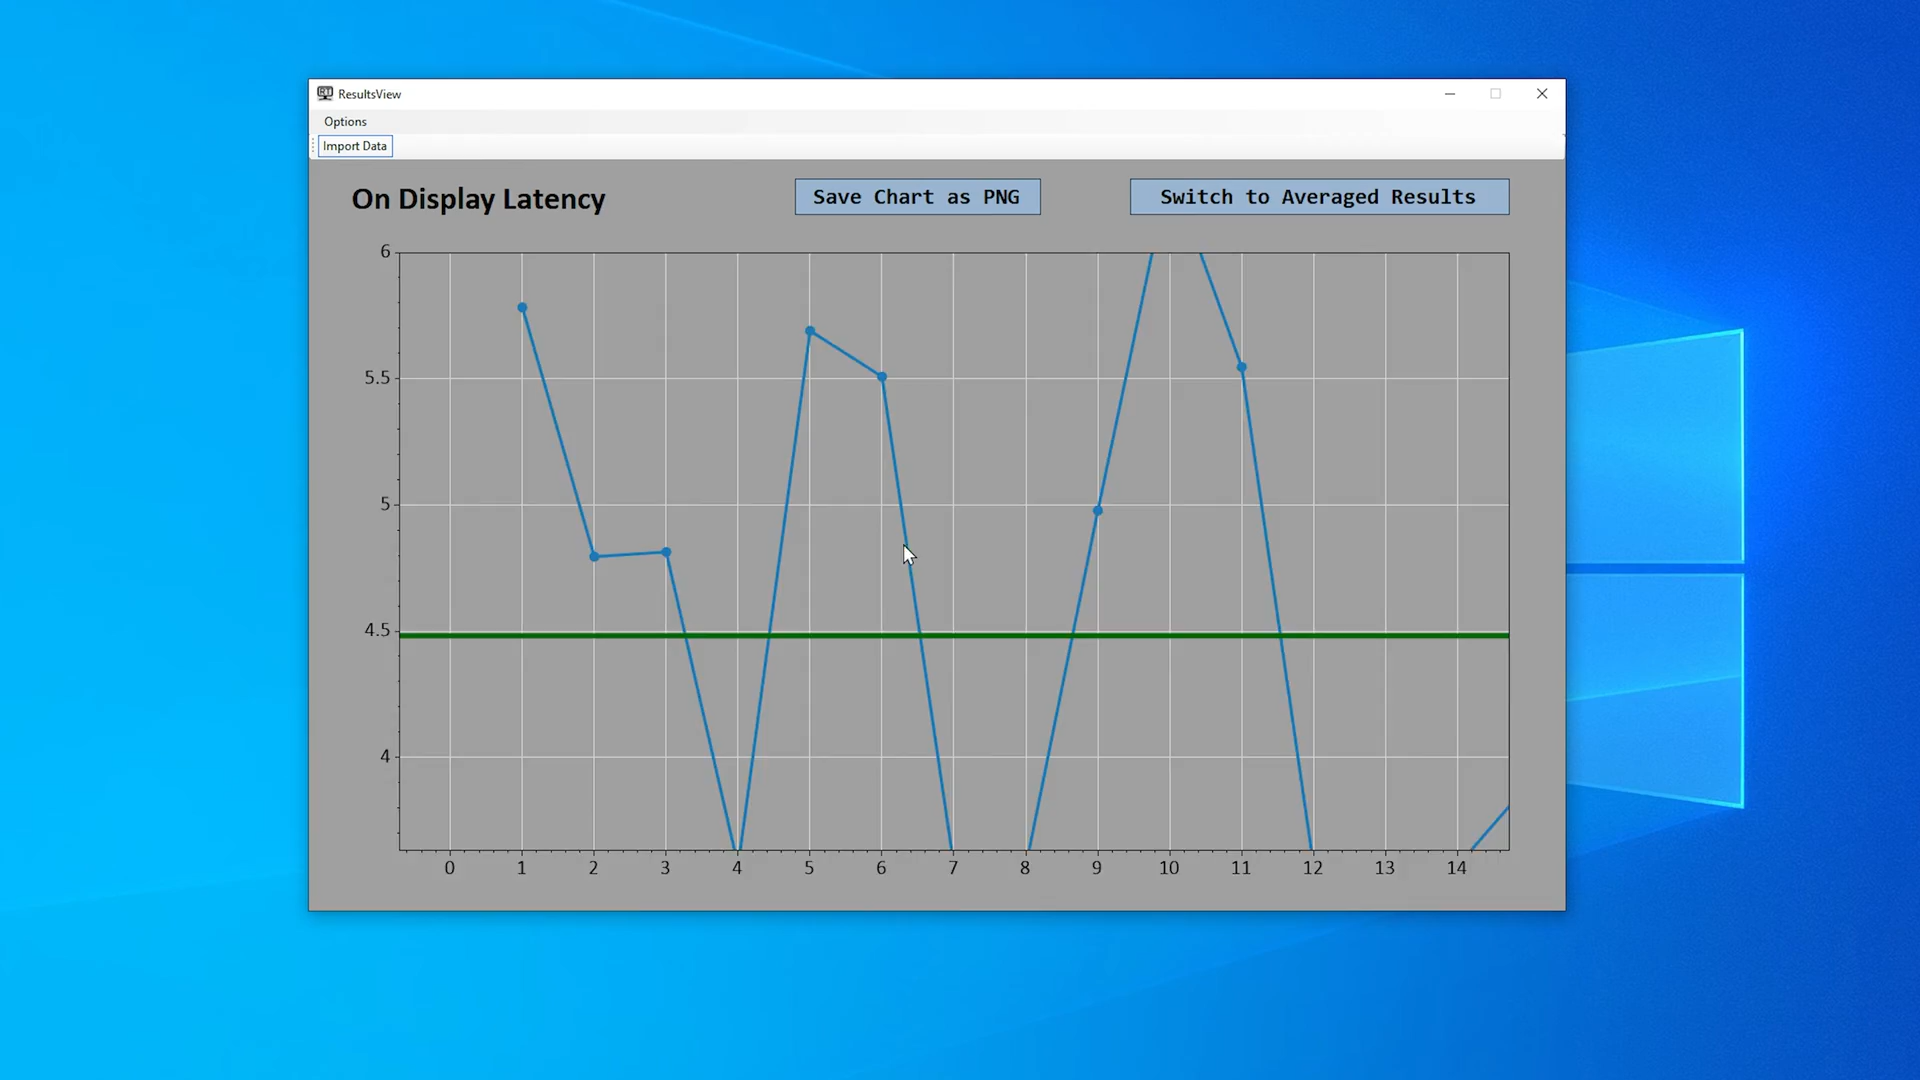 ResultsView
Options
Import Data
On Display Latency
Save Chart as PNG
Switch to Averaged Results
6
5.5
5
4.5
4
0 1 2 3 4 5 6 7 8 9 10 11 12 13 14